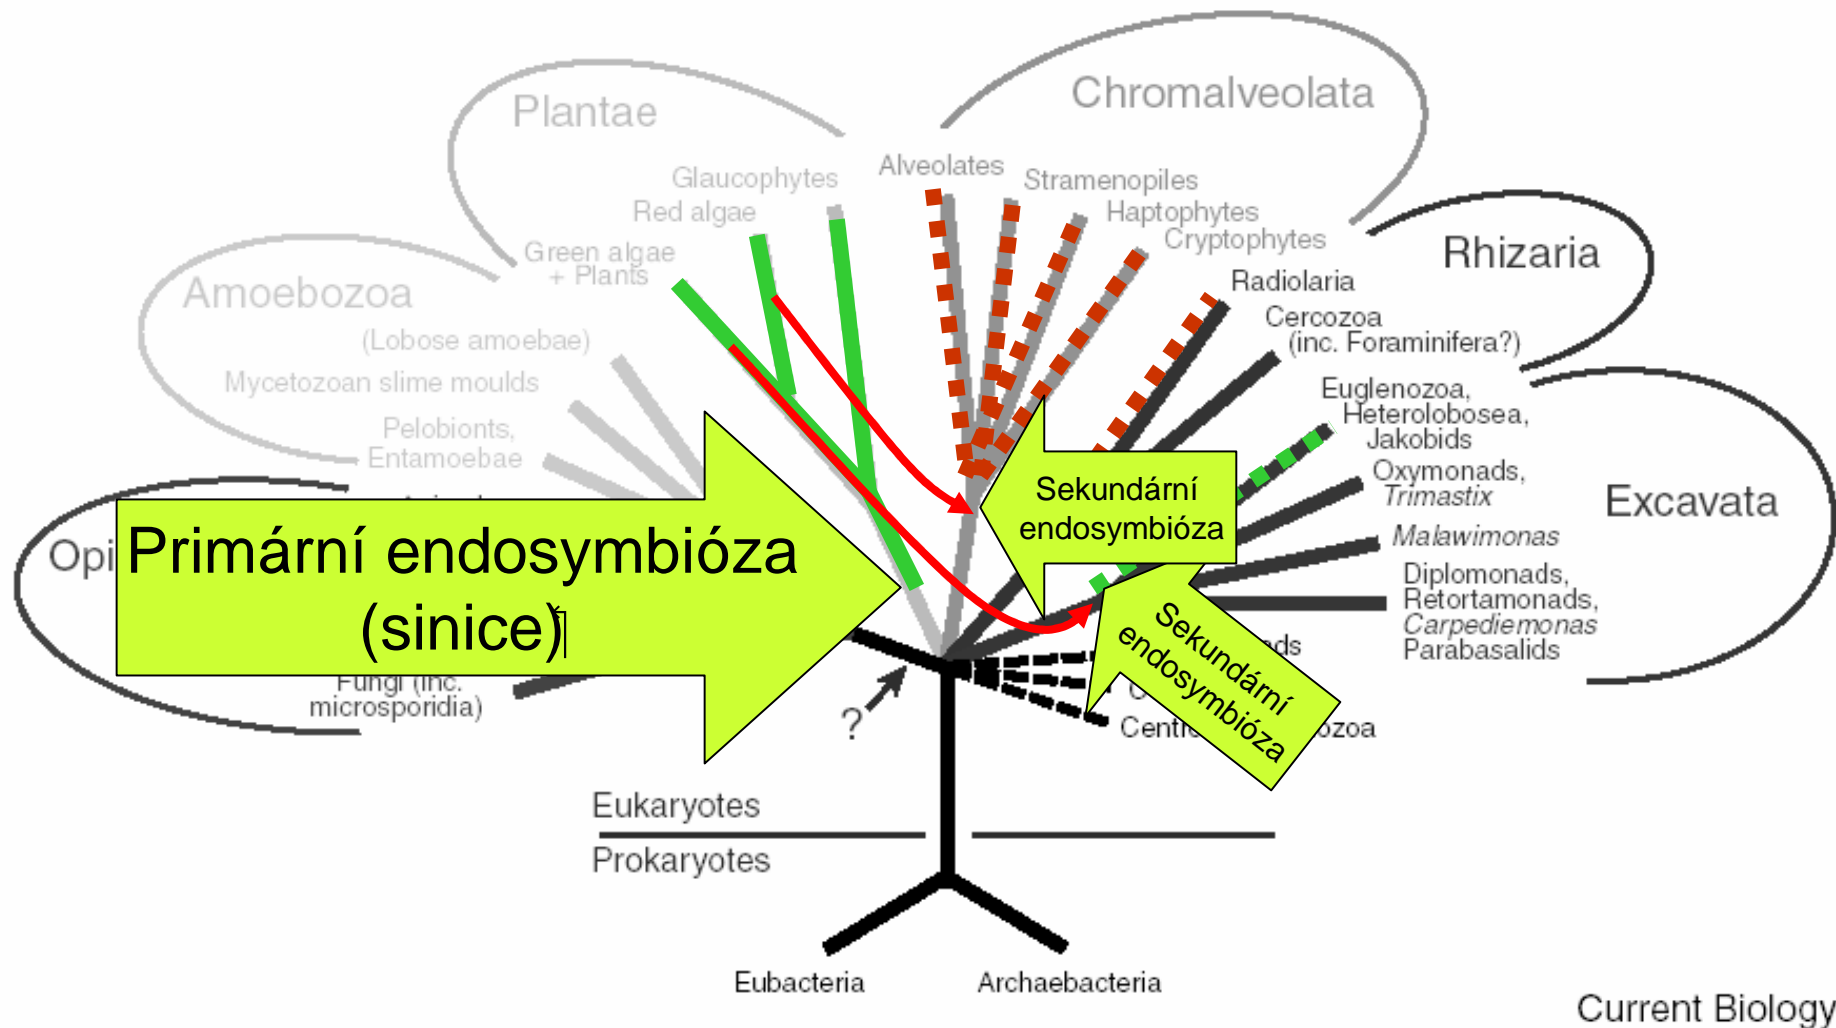 Plantae
Chromalveolata
Glaucophytes
Alveolates
Stramenopiles
Red algae
Haptophytes
Green algae
+ Plants
Cryptophytes
Rhizaria
Amoebozoa
Radiolaria
Cercozoa
(inc. Foraminifera?)
(Lobose amoebae)
Mycetozoan slime moulds
Euglenozoa,
Heterolobosea,
Jakobids
Pelobionts,
Entamoebae
Oxymonads,
Trimastix
Excavata
Sekundární
endosymbióza
Malawimonas
Opi
Primární endosymbióza
(sinice)
Diplomonads,
Retortamonads,
Carpediemonas
Parabasalids
Sekundární
endosymbióza
Fungi (inc.
microsporidia)
?
Eukaryotes
Prokaryotes
Eubacteria
Archaebacteria
Current Biology